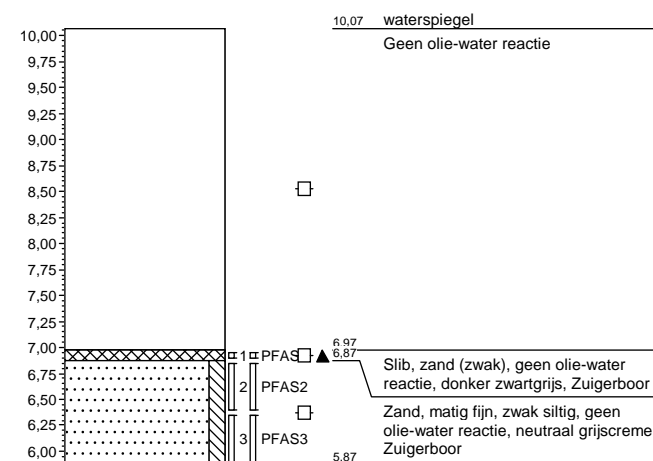 10,07 waterspiegel
Geen olie-water reactie
10,00
9,75
9,50
9,25
9,00
8,75
8,50
8,25
8,00
7,75
7,50
7,25
7,00
6,75
6,50
6,25
6,00
1 PFAS
2 PFAS2
3 PFAS3
6,97
6,87
Slib, zand (zwak), geen olie-water
reactie, donker zwartgrijs, Zuigerboor
Zand, matig fijn, zwak siltig, geen
olie-water reactie, neutraal grijscreme
Zuigerboor
5,87